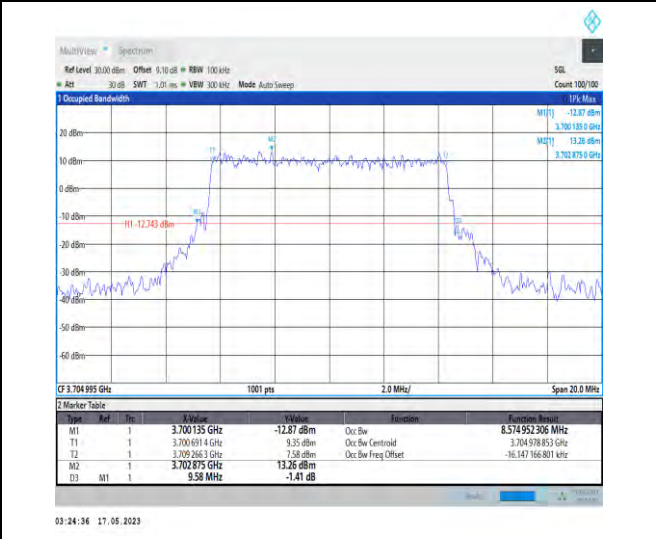 MultiView Spectrum
Ref Level 30.00 dBm Offset 9.10 dB RBW 100 kHz SGL
Att 30 dB SWT 1.01 ms VBW 300 kHz Mode Auto Sweep Count 100/100
1 Occupied Bandwidth 1Pk Max
M1[1] -12.87 dBm
3.700 135 0 GHz
M2[1] 13.26 dBm
3.702 875 0 GHz
20 dBm
M2
T1
10 dBm
0 dBm
-10 dBm
M1
H1 -12.743 dBm
D3
-20 dBm
-30 dBm
-40 dBm
-50 dBm
-60 dBm
CF 3.704 995 GHz 1001 pts 2.0 MHz/ Span 20.0 MHz
2 Marker Table
Type Ref Trc X-Value Y-Value Function Function Result
M1 1 3.700135 GHz -12.87 dBm Occ Bw 8.574 952 306 MHz
T1 1 3.700 691 4 GHz 9.35 dBm Occ Bw Centroid 3.704 978 853 GHz
T2 1 3.709 266 3 GHz 7.58 dBm Occ Bw Freq Offset -16.147 166 801 kHz
M2 1 3.702875 GHz 13.26 dBm
D3 M1 1 9.58 MHz -1.41 dB
03:24:36 17.05.2023